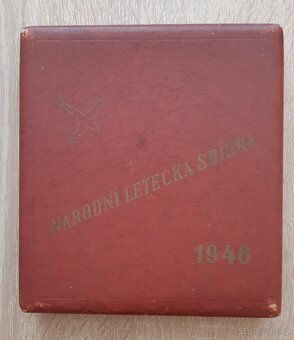 NÁRODNÍ LETECKÁ SBÍRKA
1946